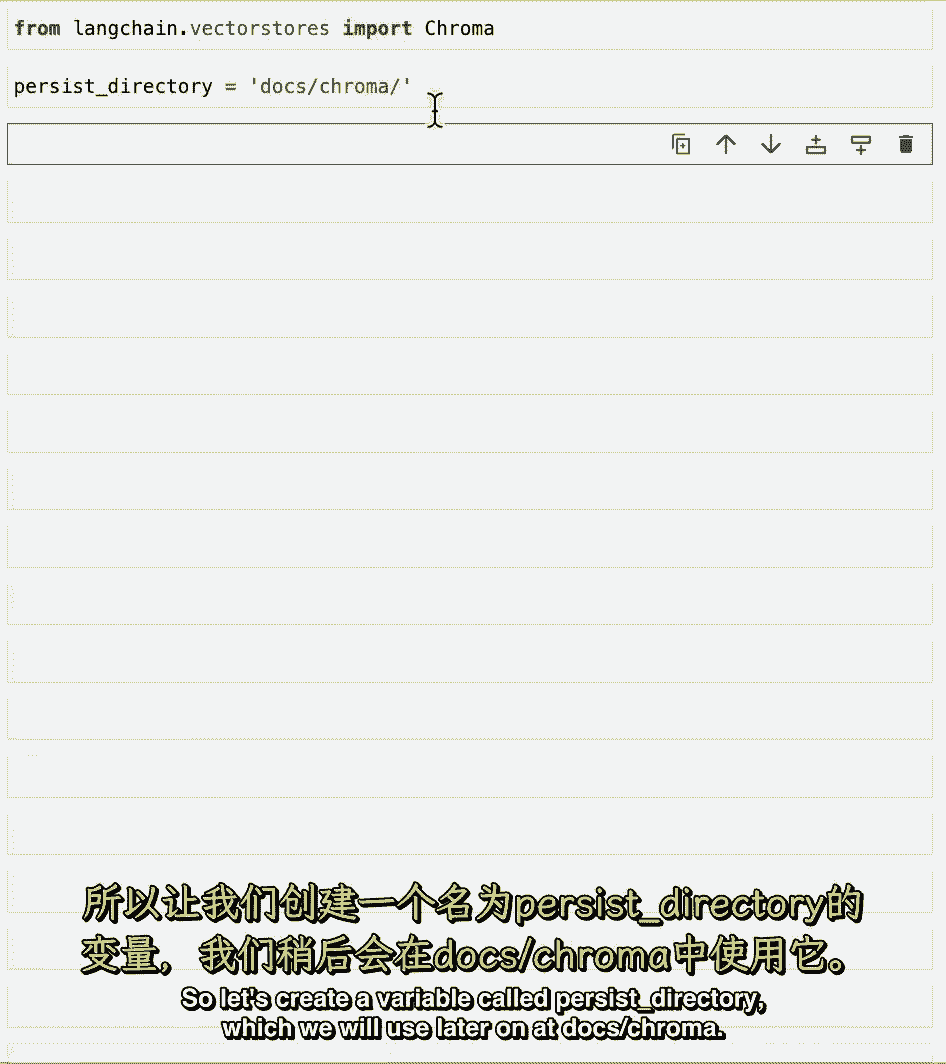 from langchain.vectorstores import Chroma
persist_directory = 'docs/chroma/'
所以让我们创建一个名为persist_directory的
变量，我们稍后会在docs/chroma中使用它。
So let's create a variable called persist_directory,
which we will use later on at docs/chroma.